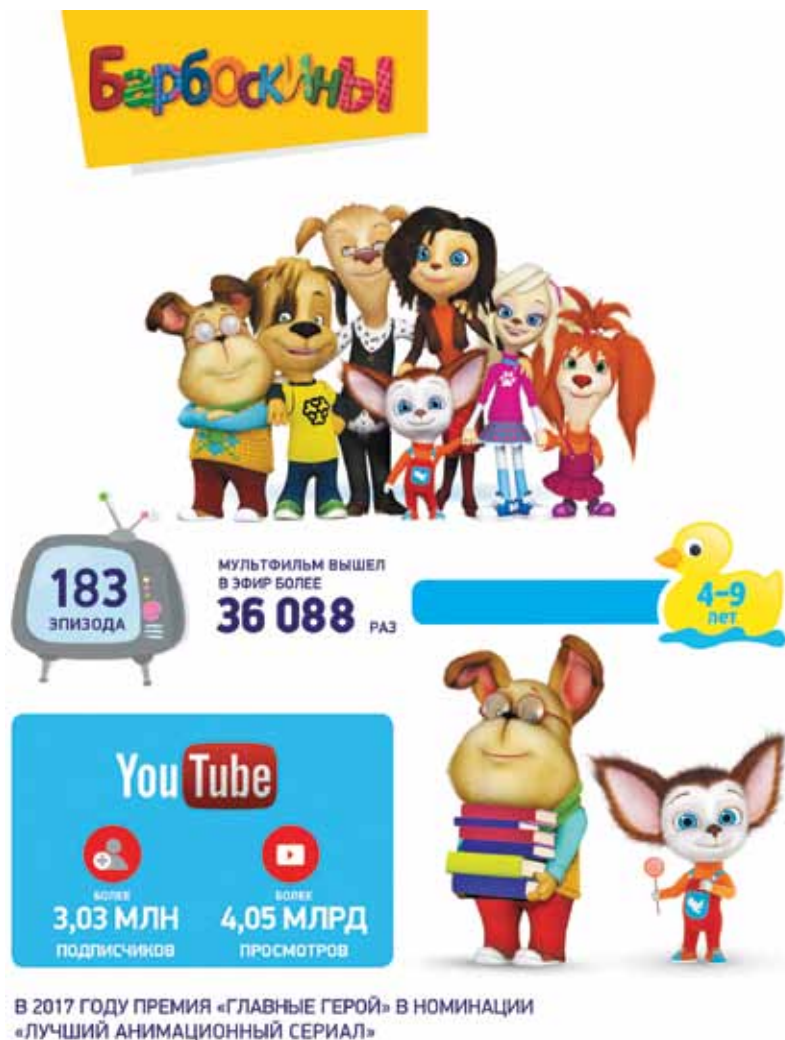 Барбоскины
183
ЭПИЗОДА
МУЛЬТФИЛЬМ ВЫШЕЛ
В ЭФИР БОЛЕЕ
36 088 РАЗ
4–9
лет
YouTube
БОЛЕЕ
3,03 МЛН
ПОДПИСЧИКОВ
БОЛЕЕ
4,05 МЛРД
ПРОСМОТРОВ
В 2017 ГОДУ ПРЕМИЯ «ГЛАВНЫЕ ГЕРОЙ» В НОМИНАЦИИ
«ЛУЧШИЙ АНИМАЦИОННЫЙ СЕРИАЛ»